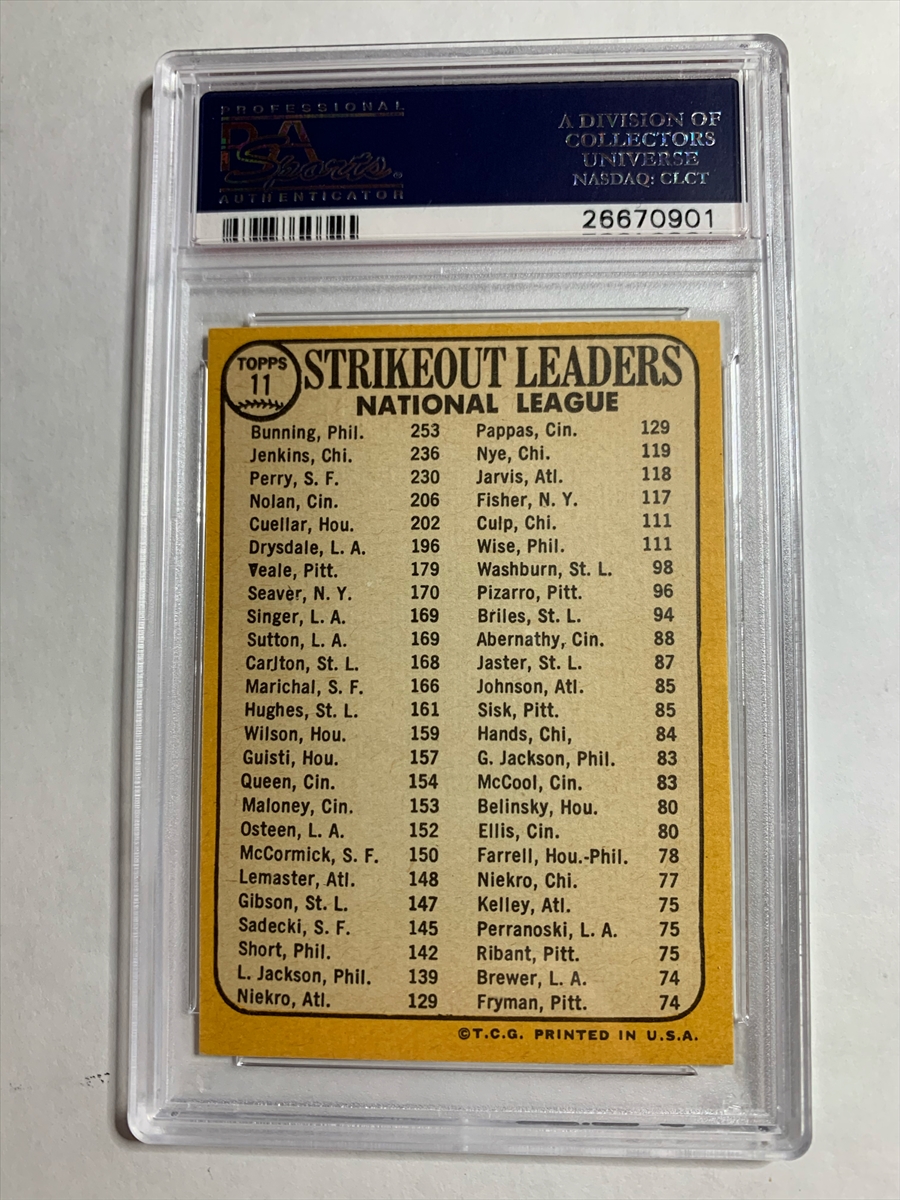 PROFESSIONAL
PSA
Sports
AUTHENTICATOR
A DIVISION OF
COLLECTORS
UNIVERSE
NASDAQ: CLCT
26670901
TOPPS
11
STRIKEOUT LEADERS
NATIONAL LEAGUE
Bunning, Phil. 253
Jenkins, Chi. 236
Perry, S. F. 230
Nolan, Cin. 206
Cuellar, Hou. 202
Drysdale, L. A. 196
Veale, Pitt. 179
Seaver, N. Y. 170
Singer, L. A. 169
Sutton, L. A. 169
Carlton, St. L. 168
Marichal, S. F. 166
Hughes, St. L. 161
Wilson, Hou. 159
Guisti, Hou. 157
Queen, Cin. 154
Maloney, Cin. 153
Osteen, L. A. 152
McCormick, S. F. 150
Lemaster, Atl. 148
Gibson, St. L. 147
Sadecki, S. F. 145
Short, Phil. 142
L. Jackson, Phil. 139
Niekro, Atl. 129
Pappas, Cin. 129
Nye, Chi. 119
Jarvis, Atl. 118
Fisher, N. Y. 117
Culp, Chi. 111
Wise, Phil. 111
Washburn, St. L. 98
Pizarro, Pitt. 96
Briles, St. L. 94
Abernathy, Cin. 88
Jaster, St. L. 87
Johnson, Atl. 85
Sisk, Pitt. 85
Hands, Chi, 84
G. Jackson, Phil. 83
McCool, Cin. 83
Belinsky, Hou. 80
Ellis, Cin. 80
Farrell, Hou.-Phil. 78
Niekro, Chi. 77
Kelley, Atl. 75
Perranoski, L. A. 75
Ribant, Pitt. 75
Brewer, L. A. 74
Fryman, Pitt. 74
©T.C.G. PRINTED IN U.S.A.